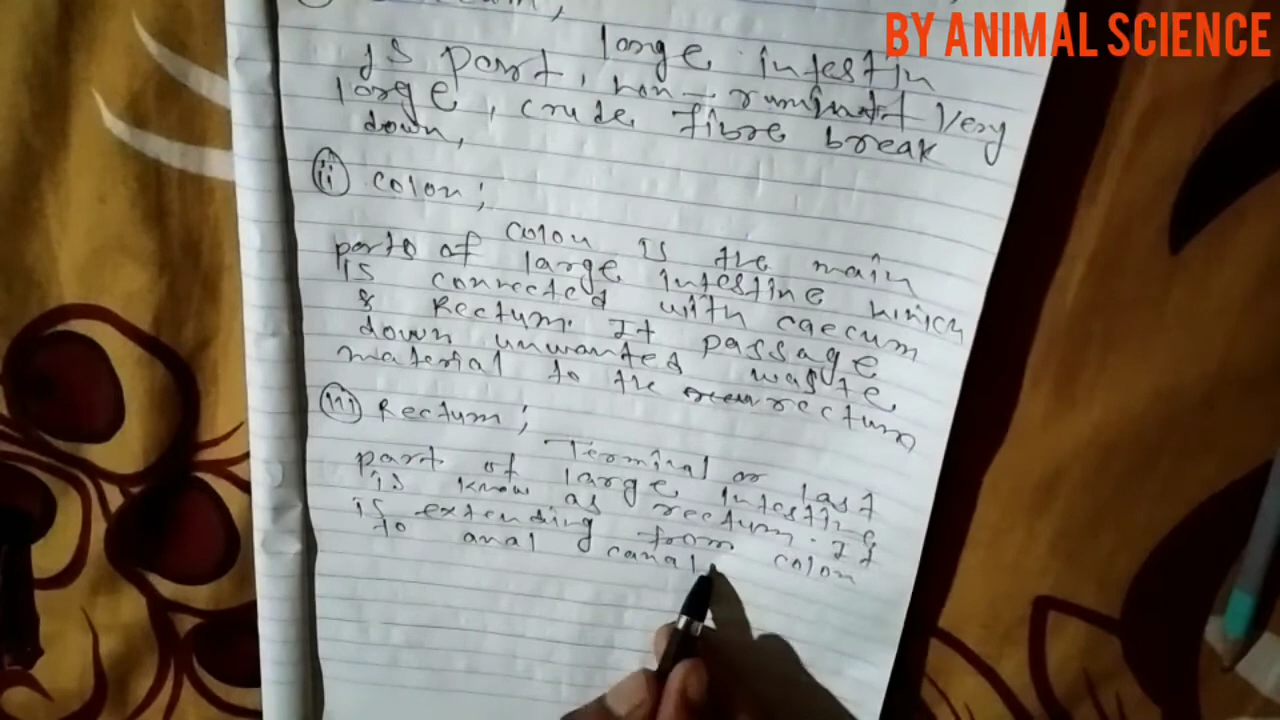 BY ANIMAL SCIENCE
large intestin
is part, non-ruminant very
large, crude fibre break
down,
(ii) colon;
colon is the main
parts of large intestine which
is connected with caecum
& Rectum. It passage
down unwanted waste
material to the rectum
(iii) Rectum;
Terminal or last
part of large intestine
is know as rectum. It
is extending from colon
to anal canal.